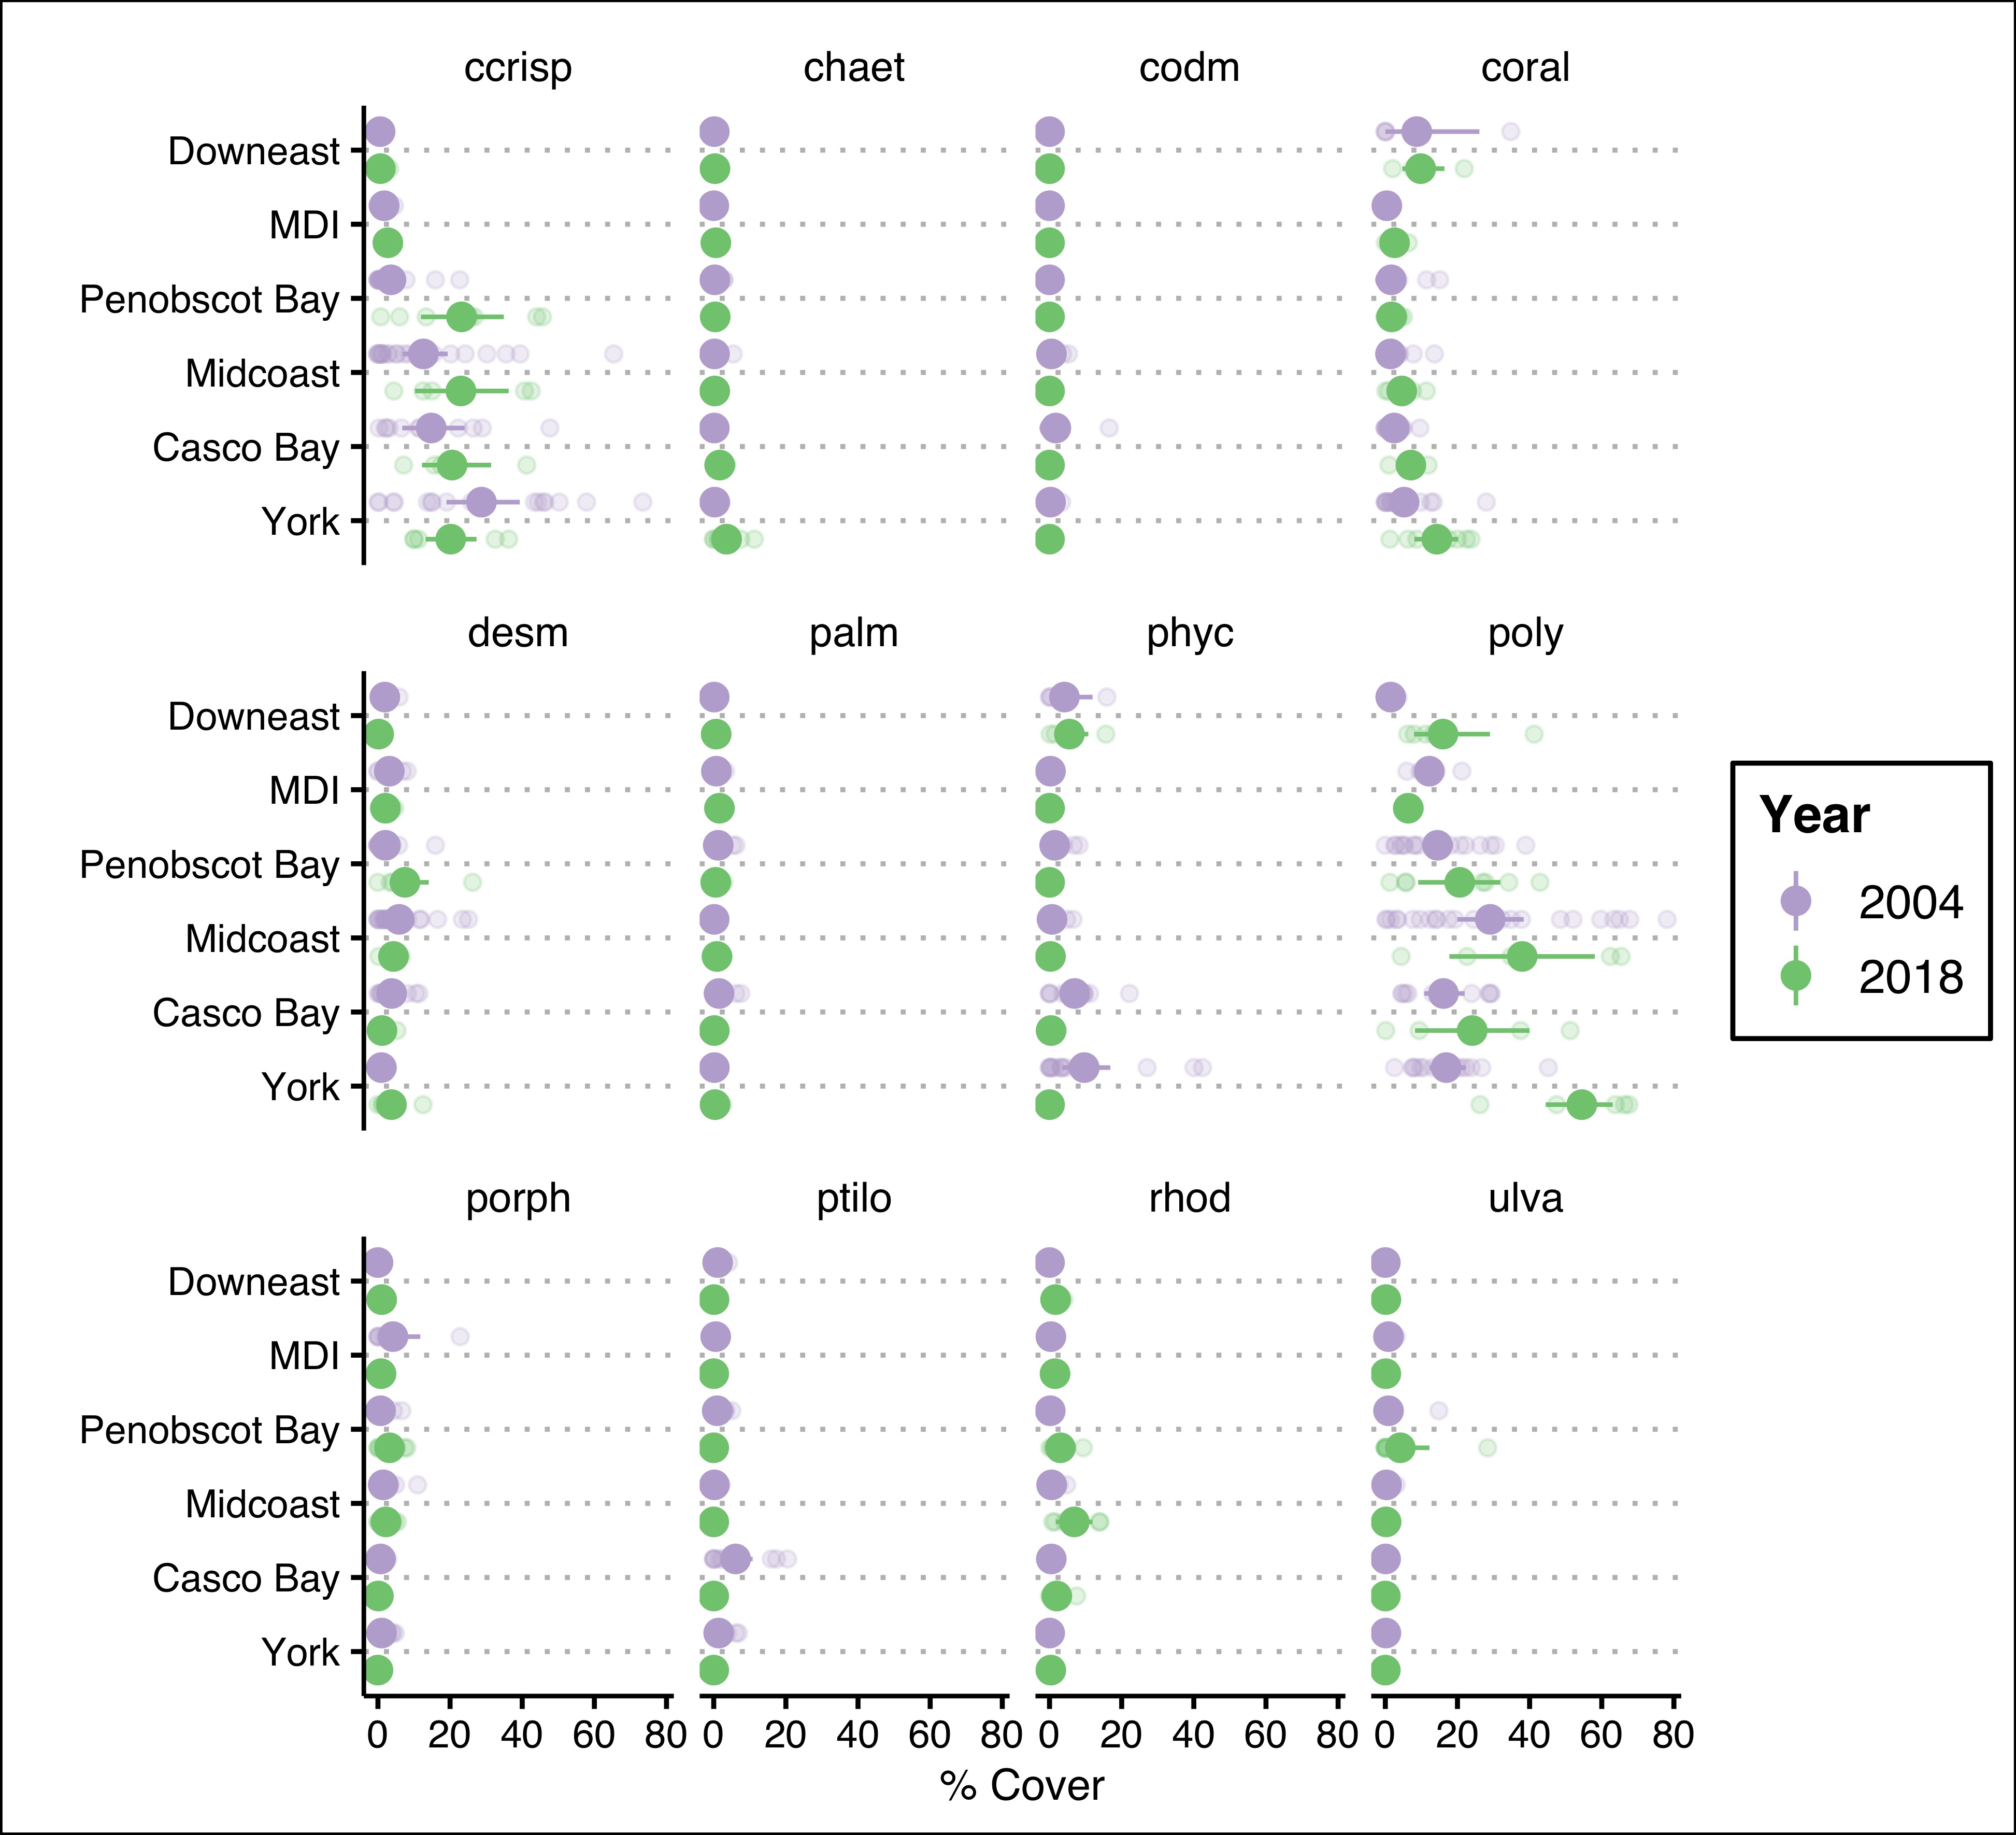 ccrisp chaet codm coral
Downeast
MDI
Penobscot Bay
Midcoast
Casco Bay
York
desm palm phyc poly
Downeast
MDI
Penobscot Bay
Midcoast
Casco Bay
York
Year
2004
2018
porph ptilo rhod ulva
Downeast
MDI
Penobscot Bay
Midcoast
Casco Bay
York
0 20 40 60 80 0 20 40 60 80 0 20 40 60 80 0 20 40 60 80
% Cover